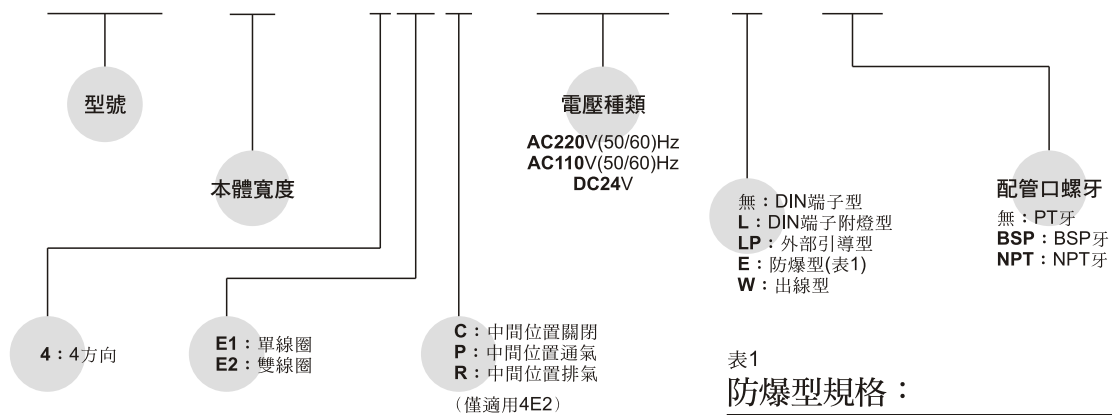 型號
本體寬度
4：4方向
E1：單線圈
E2：雙線圈
C：中間位置關閉
P：中間位置通氣
R：中間位置排氣
（僅適用4E2）
電壓種類
AC220V(50/60)Hz
AC110V(50/60)Hz
DC24V
無：DIN端子型
L：DIN端子附燈型
LP：外部引導型
E：防爆型(表1)
W：出線型
配管口螺牙
無：PT牙
BSP：BSP牙
NPT：NPT牙
表1
防爆型規格：